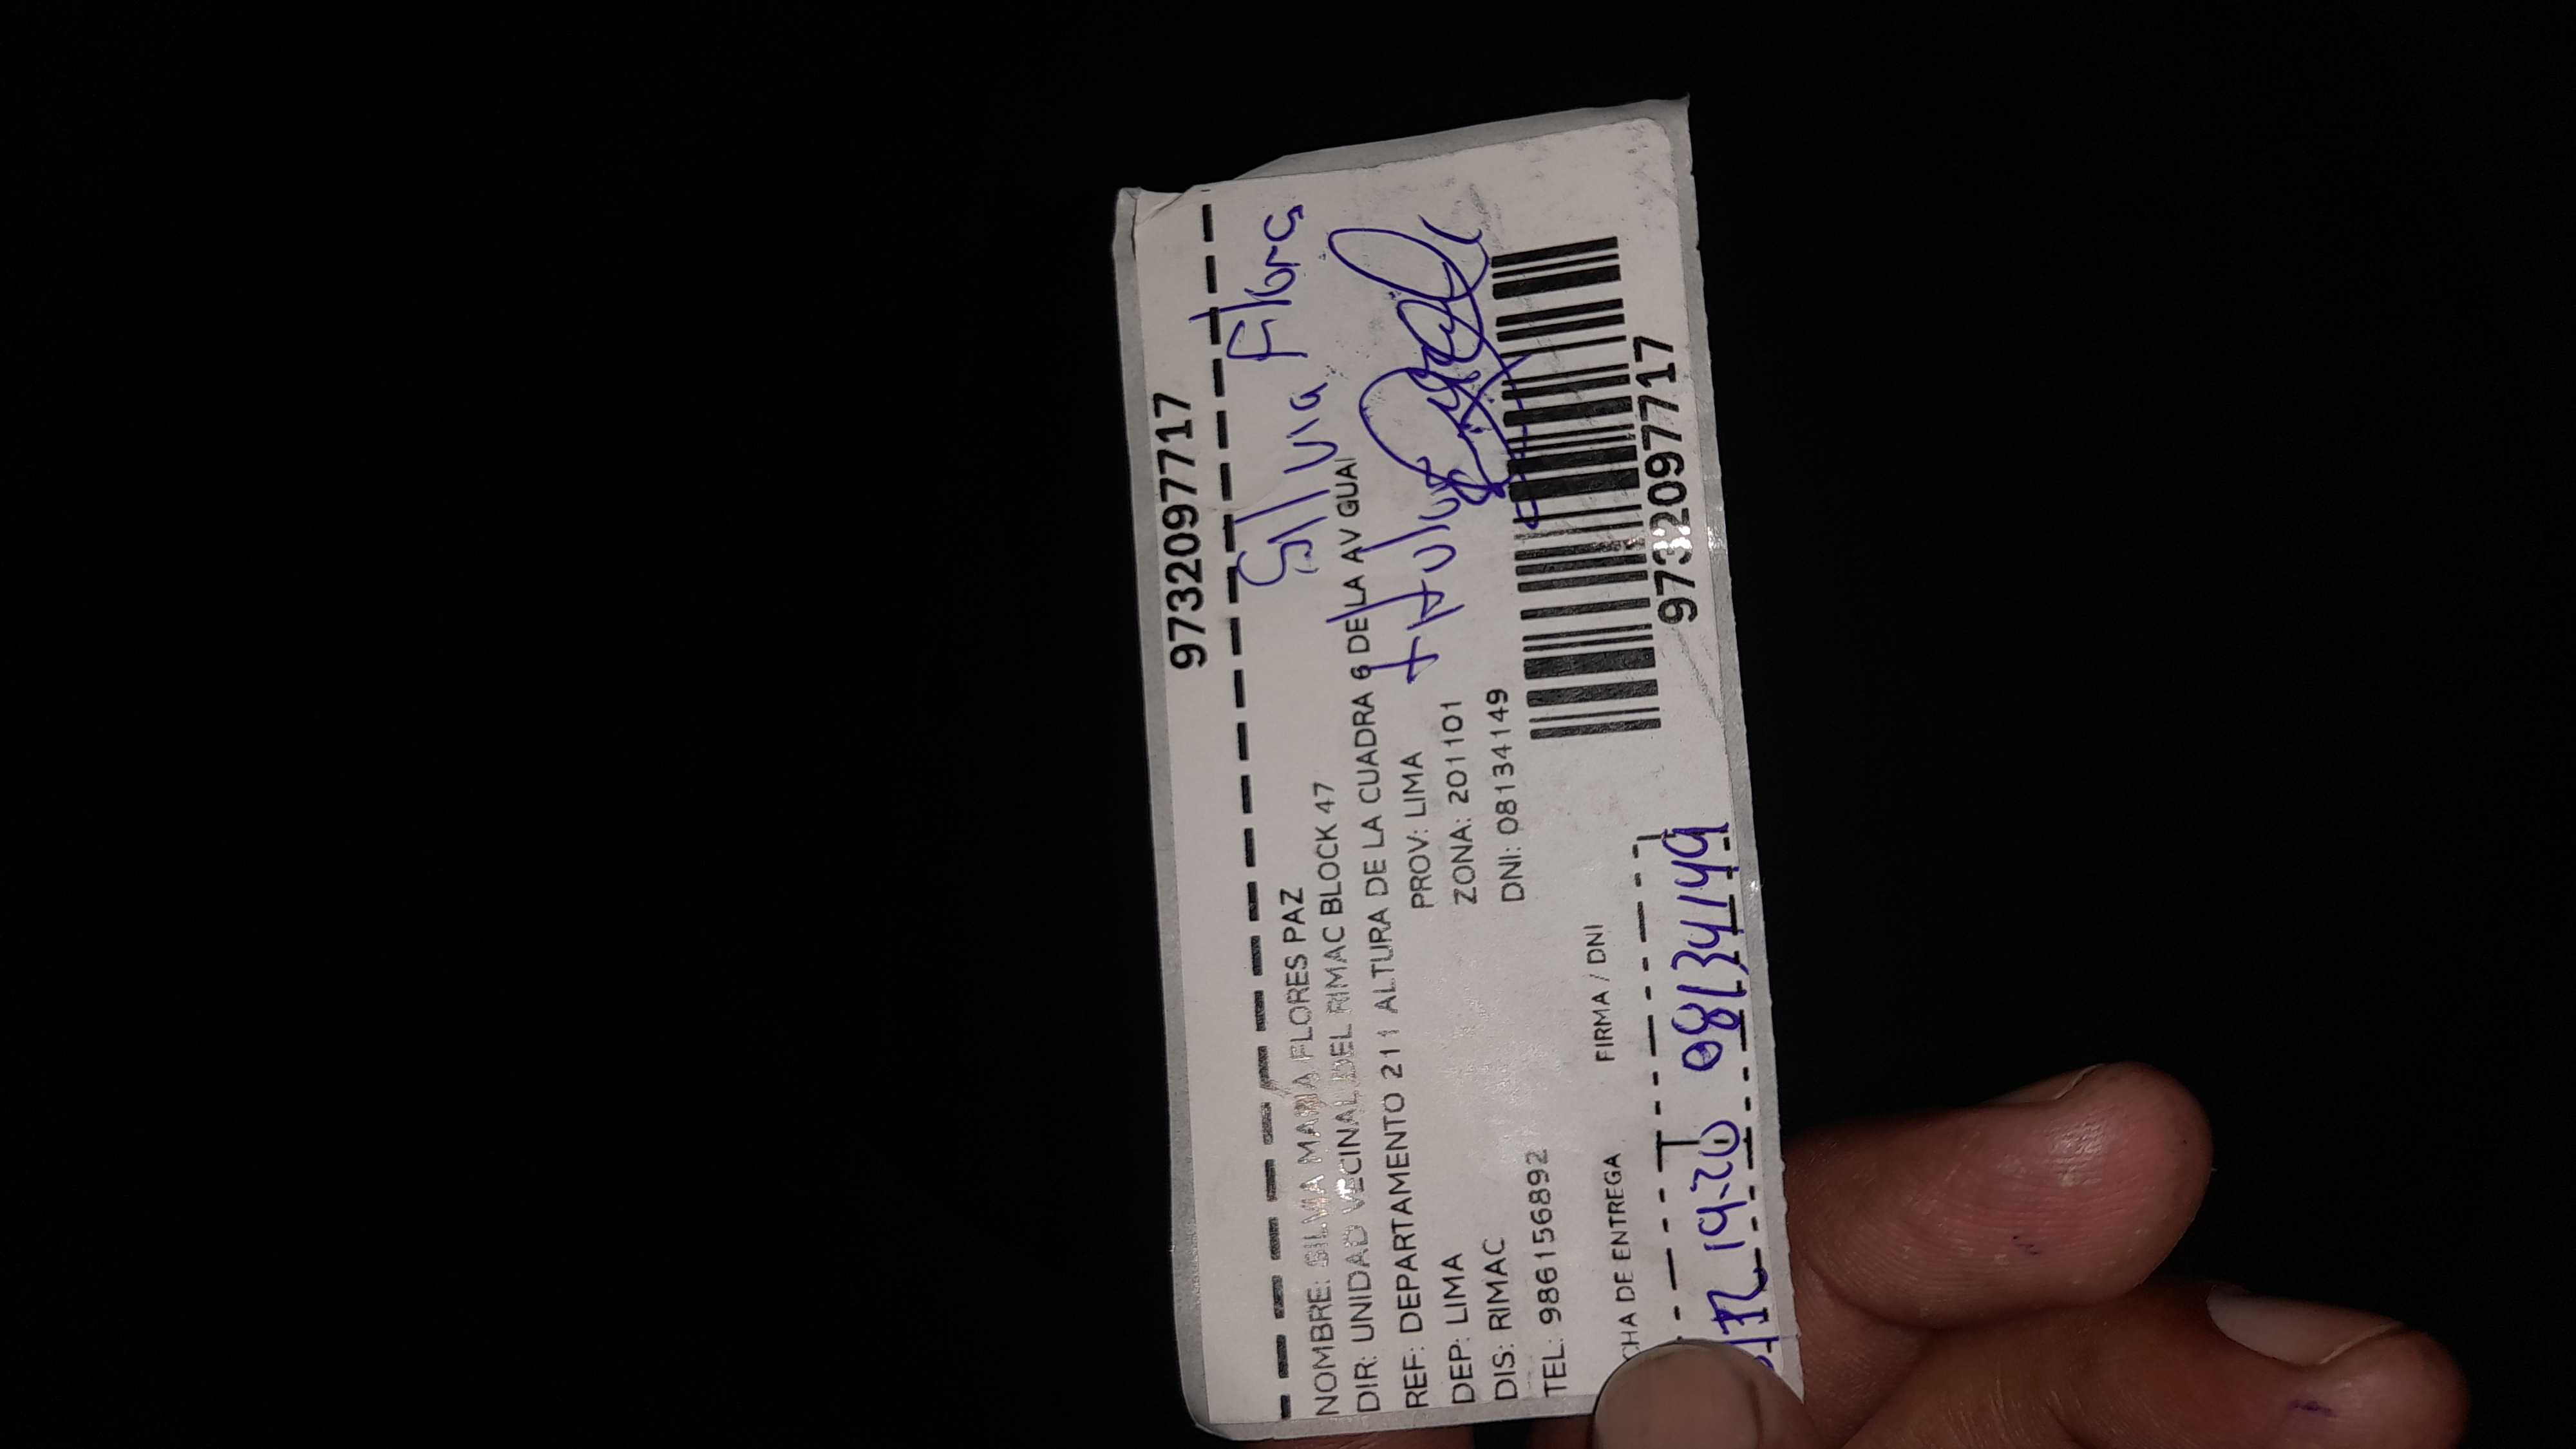 9732097717
Silvia Flores
NOMBRE: SILVIA MARIA FLORES PAZ
DIR: UNIDAD VECINAL DEL RIMAC BLOCK 47
REF: DEPARTAMENTO 211 ALTURA DE LA CUADRA 6 DE LA AV GUAI
DEP: LIMA PROV: LIMA
DIS: RIMAC ZONA: 201101
TEL: 986156892 DNI: 08134149
CHA DE ENTREGA FIRMA / DNI
9732097717
08134149